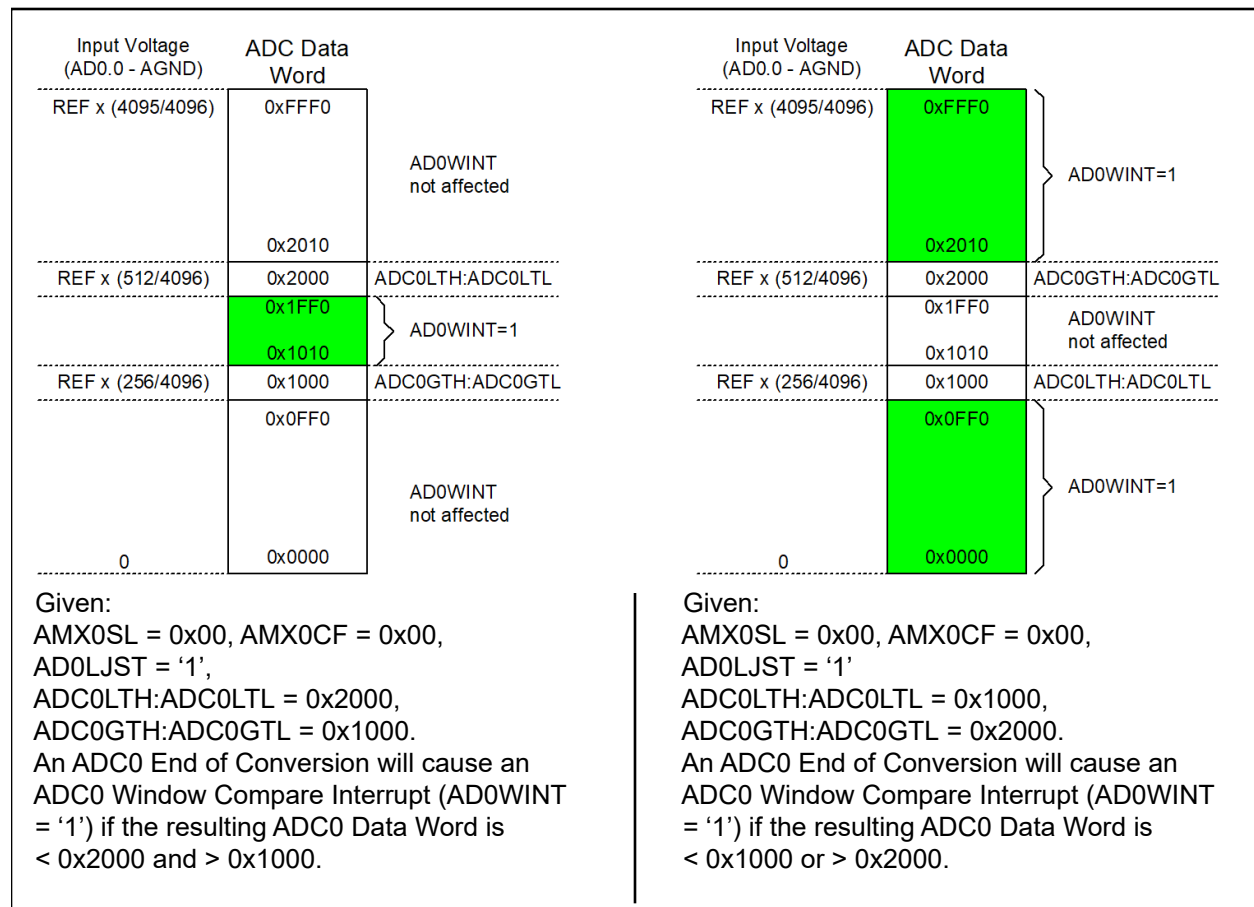 Input Voltage
(AD0.0 - AGND)
ADC Data
Word
REF x (4095/4096)
0xFFF0
AD0WINT
not affected
0x2010
REF x (512/4096)
0x2000
ADC0LTH:ADC0LTL
0x1FF0
AD0WINT=1
0x1010
REF x (256/4096)
0x1000
ADC0GTH:ADC0GTL
0x0FF0
AD0WINT
not affected
0
0x0000
Given:
AMX0SL = 0x00, AMX0CF = 0x00,
AD0LJST = ‘1’,
ADC0LTH:ADC0LTL = 0x2000,
ADC0GTH:ADC0GTL = 0x1000.
An ADC0 End of Conversion will cause an
ADC0 Window Compare Interrupt (AD0WINT
= ‘1’) if the resulting ADC0 Data Word is
< 0x2000 and > 0x1000.
Input Voltage
(AD0.0 - AGND)
ADC Data
Word
REF x (4095/4096)
0xFFF0
AD0WINT=1
0x2010
REF x (512/4096)
0x2000
ADC0GTH:ADC0GTL
0x1FF0
AD0WINT
not affected
0x1010
REF x (256/4096)
0x1000
ADC0LTH:ADC0LTL
0x0FF0
AD0WINT=1
0
0x0000
Given:
AMX0SL = 0x00, AMX0CF = 0x00,
AD0LJST = ‘1’
ADC0LTH:ADC0LTL = 0x1000,
ADC0GTH:ADC0GTL = 0x2000.
An ADC0 End of Conversion will cause an
ADC0 Window Compare Interrupt (AD0WINT
= ‘1’) if the resulting ADC0 Data Word is
< 0x1000 or > 0x2000.